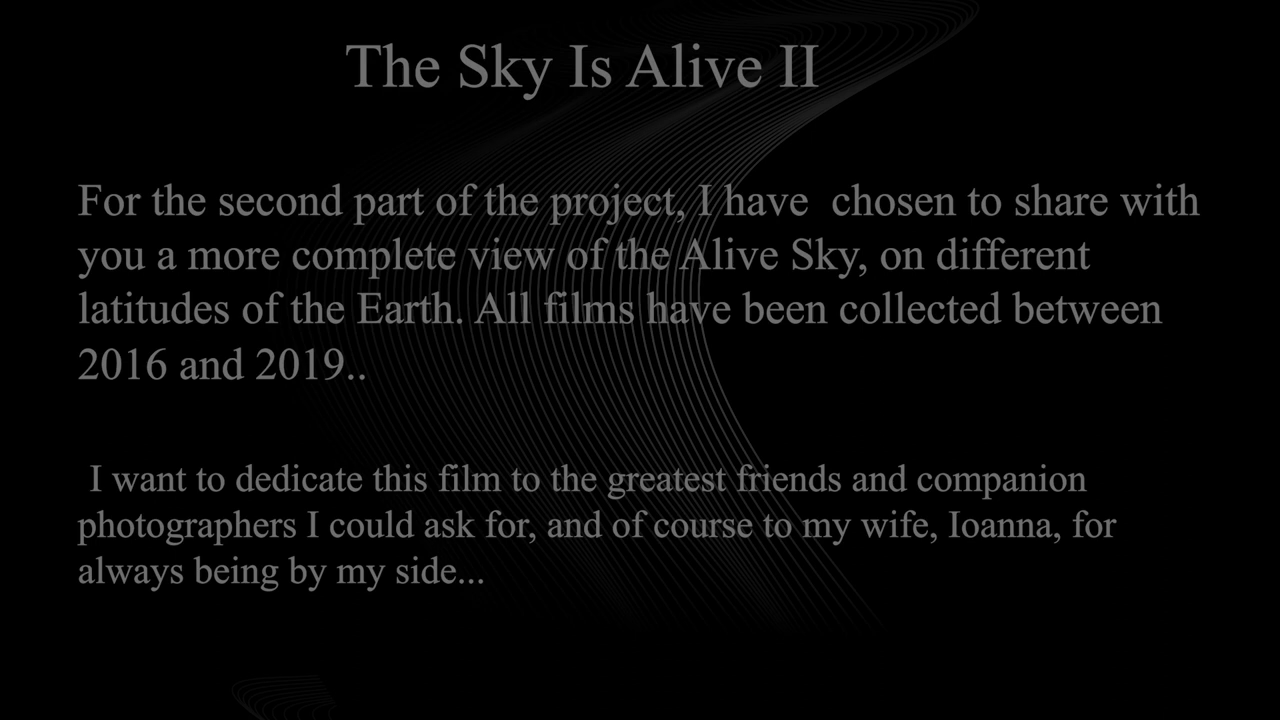 The Sky Is Alive II
For the second part of the project, I have  chosen to share with
you a more complete view of the Alive Sky, on different
latitudes of the Earth. All films have been collected between
2016 and 2019..
I want to dedicate this film to the greatest friends and companion
photographers I could ask for, and of course to my wife, Ioanna, for
always being by my side...